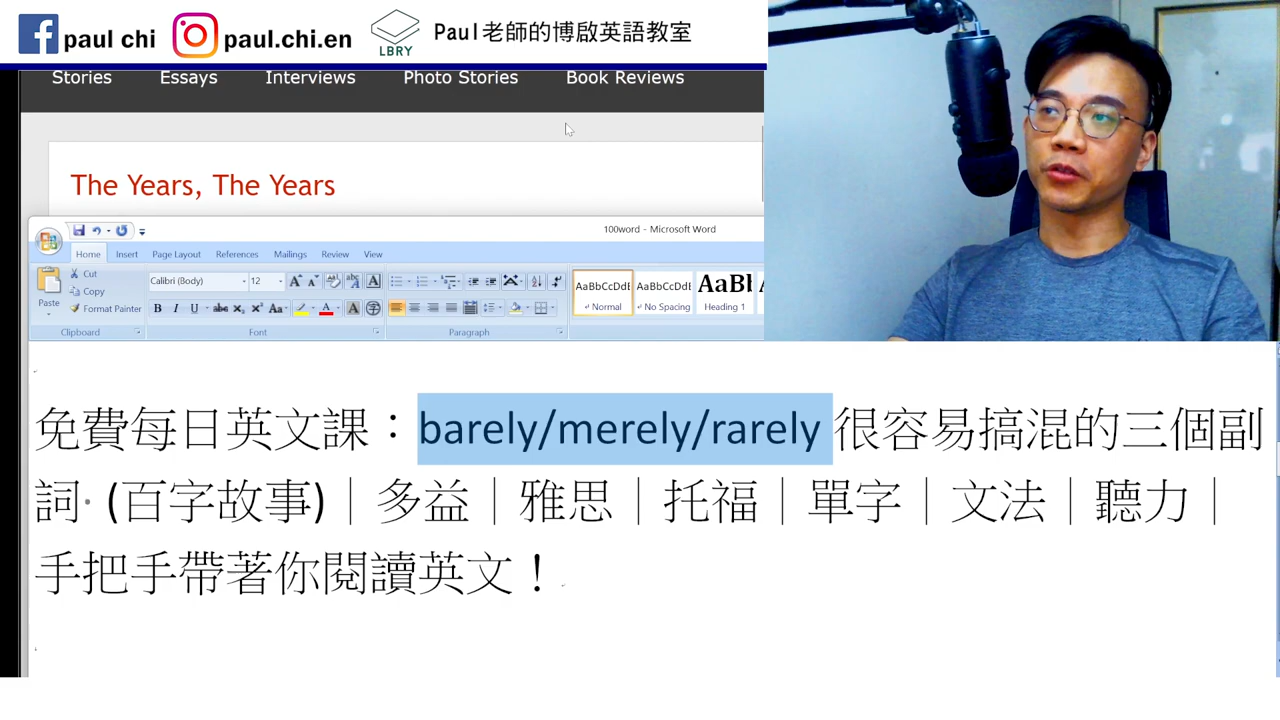 paul chi
paul.chi.en
LBRY
Paul老師的博啟英語教室
Stories Essays Interviews Photo Stories Book Reviews
The Years, The Years
100word - Microsoft Word
Home Insert Page Layout References Mailings Review View
Paste
Cut
Copy
Format Painter
Clipboard
Calibri (Body) 12
Font
Paragraph
AaBbCcDdE AaBbCcDdE AaBb
Normal No Spacing Heading 1
免費每日英文課：barely/merely/rarely 很容易搞混的三個副
詞 (百字故事)｜多益｜雅思｜托福｜單字｜文法｜聽力｜
手把手帶著你閱讀英文！